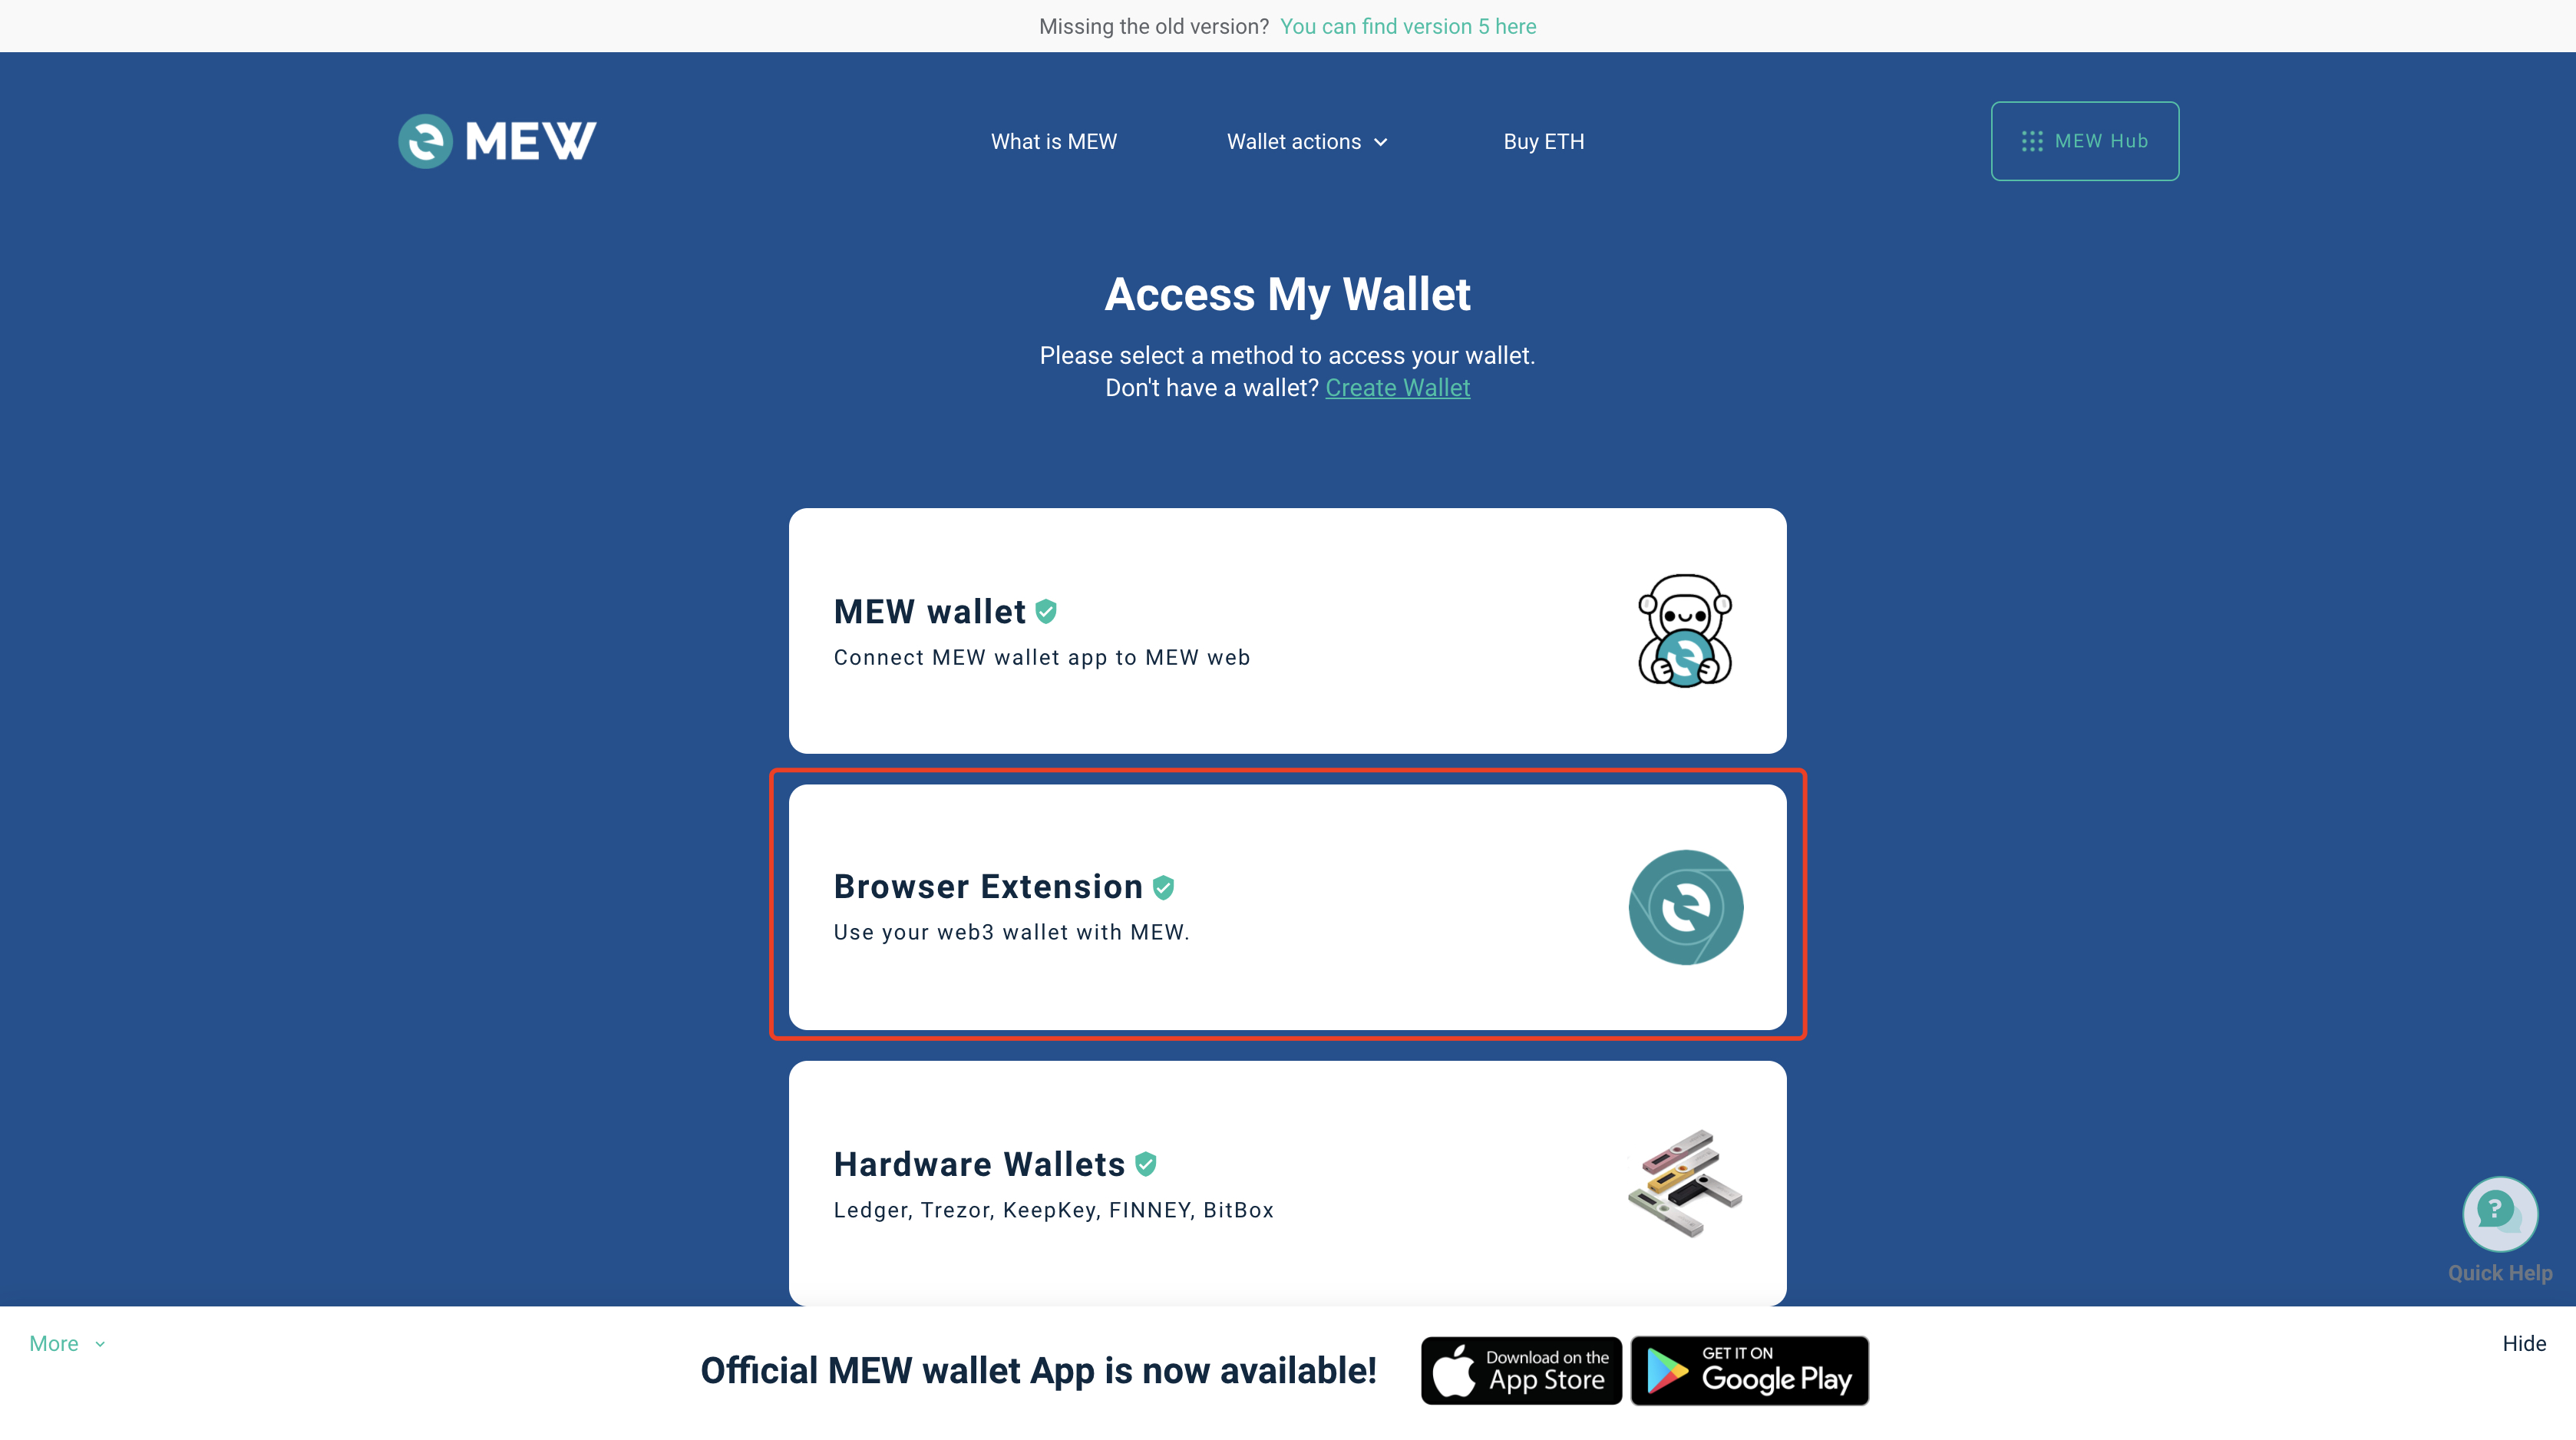 Missing the old version? You can find version 5 here
MEW
What is MEW
Wallet actions
Buy ETH
MEW Hub
Access My Wallet
Please select a method to access your wallet.
Don't have a wallet? Create Wallet
MEW wallet
Connect MEW wallet app to MEW web
Browser Extension
Use your web3 wallet with MEW.
Hardware Wallets
Ledger, Trezor, KeepKey, FINNEY, BitBox
?
Quick Help
More
Official MEW wallet App is now available!
Download on the
App Store
GET IT ON
Google Play
Hide